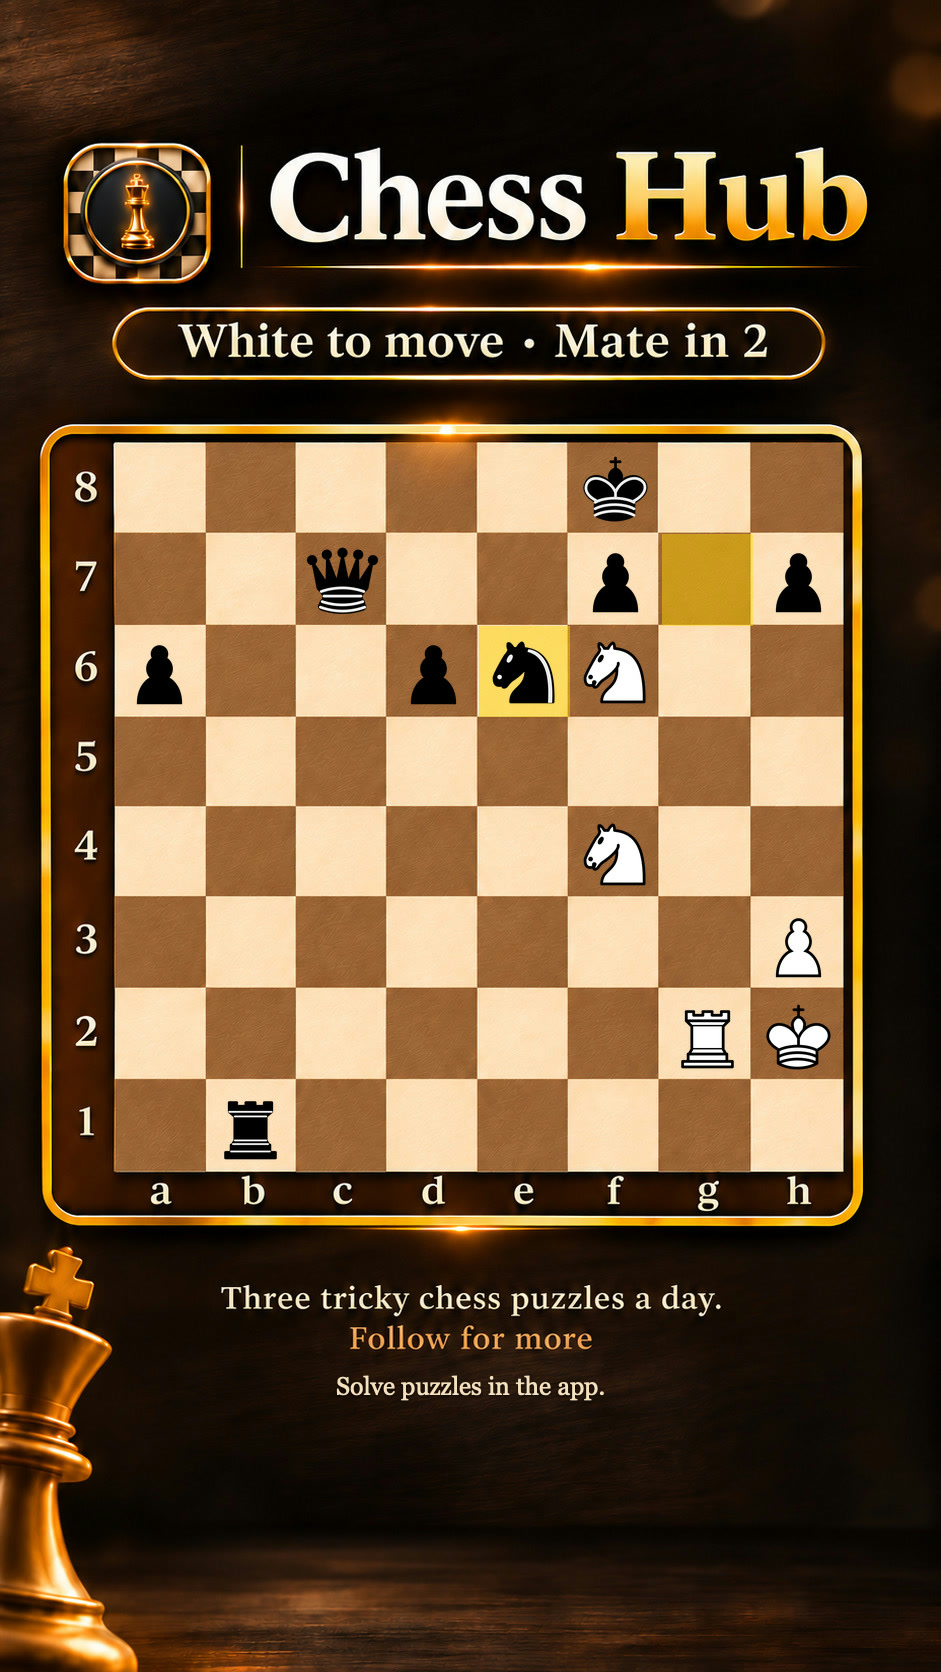 Chess Hub
White to move · Mate in 2
8
7
6
5
4
3
2
1
a b c d e f g h
Three tricky chess puzzles a day.
Follow for more
Solve puzzles in the app.